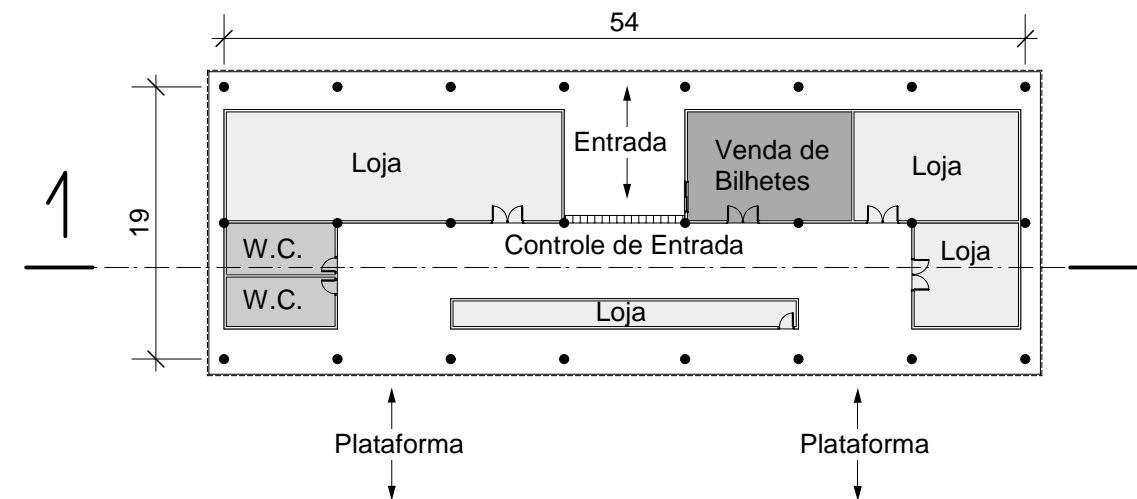 54
Entrada
Venda de
Bilhetes
Loja
Loja
1
19
W.C.
Controle de Entrada
Loja
W.C.
Loja
Plataforma
Plataforma